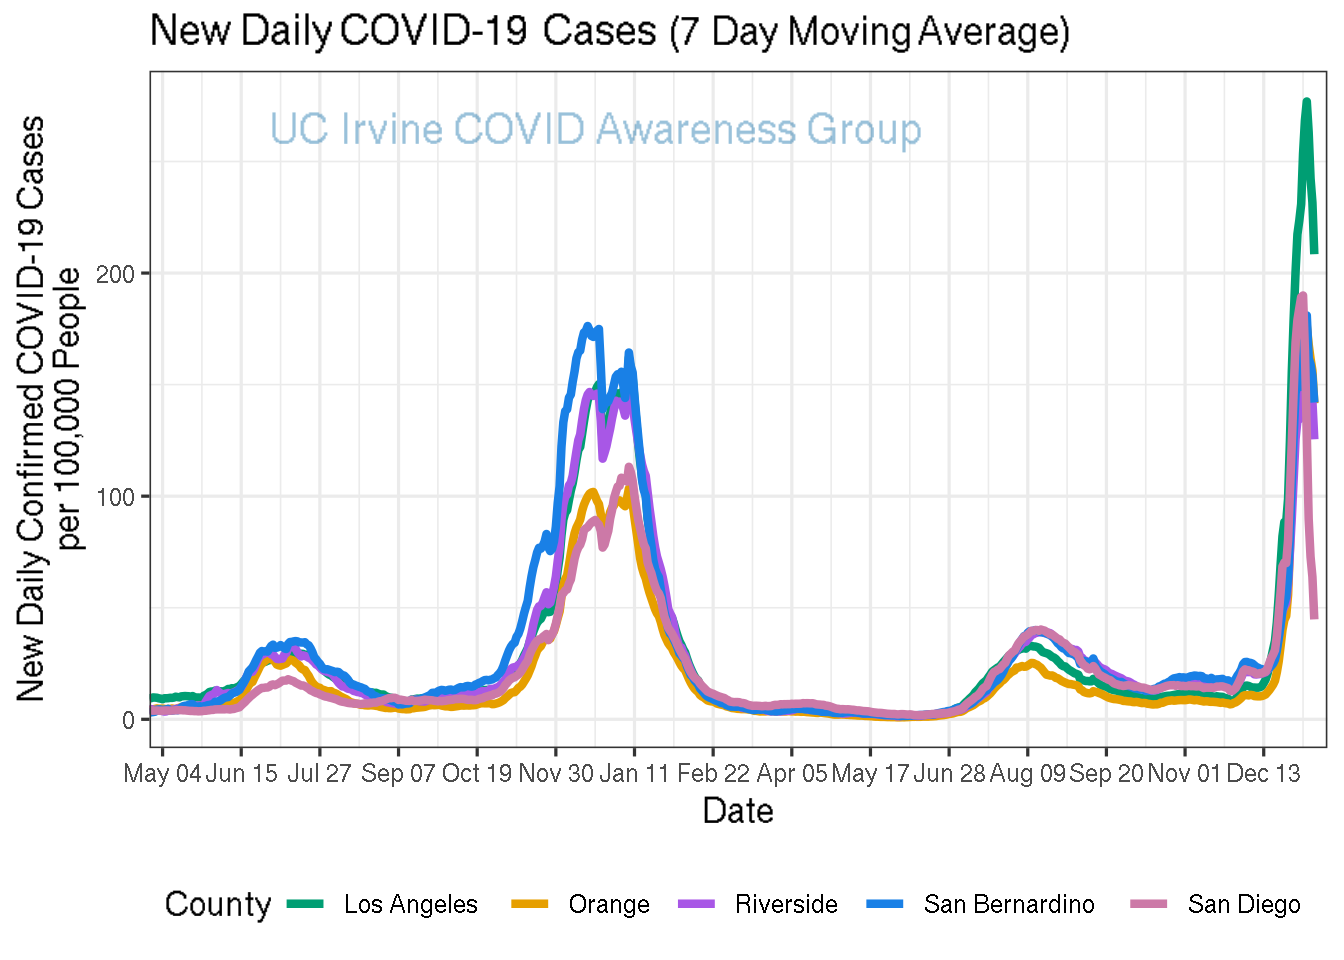 New Daily COVID-19 Cases (7 Day Moving Average)
UC Irvine COVID Awareness Group
New Daily Confirmed COVID-19 Cases
per 100,000 People
200
100
0
May 04 Jun 15 Jul 27 Sep 07 Oct 19 Nov 30 Jan 11 Feb 22 Apr 05 May 17 Jun 28 Aug 09 Sep 20 Nov 01 Dec 13
Date
County Los Angeles Orange Riverside San Bernardino San Diego